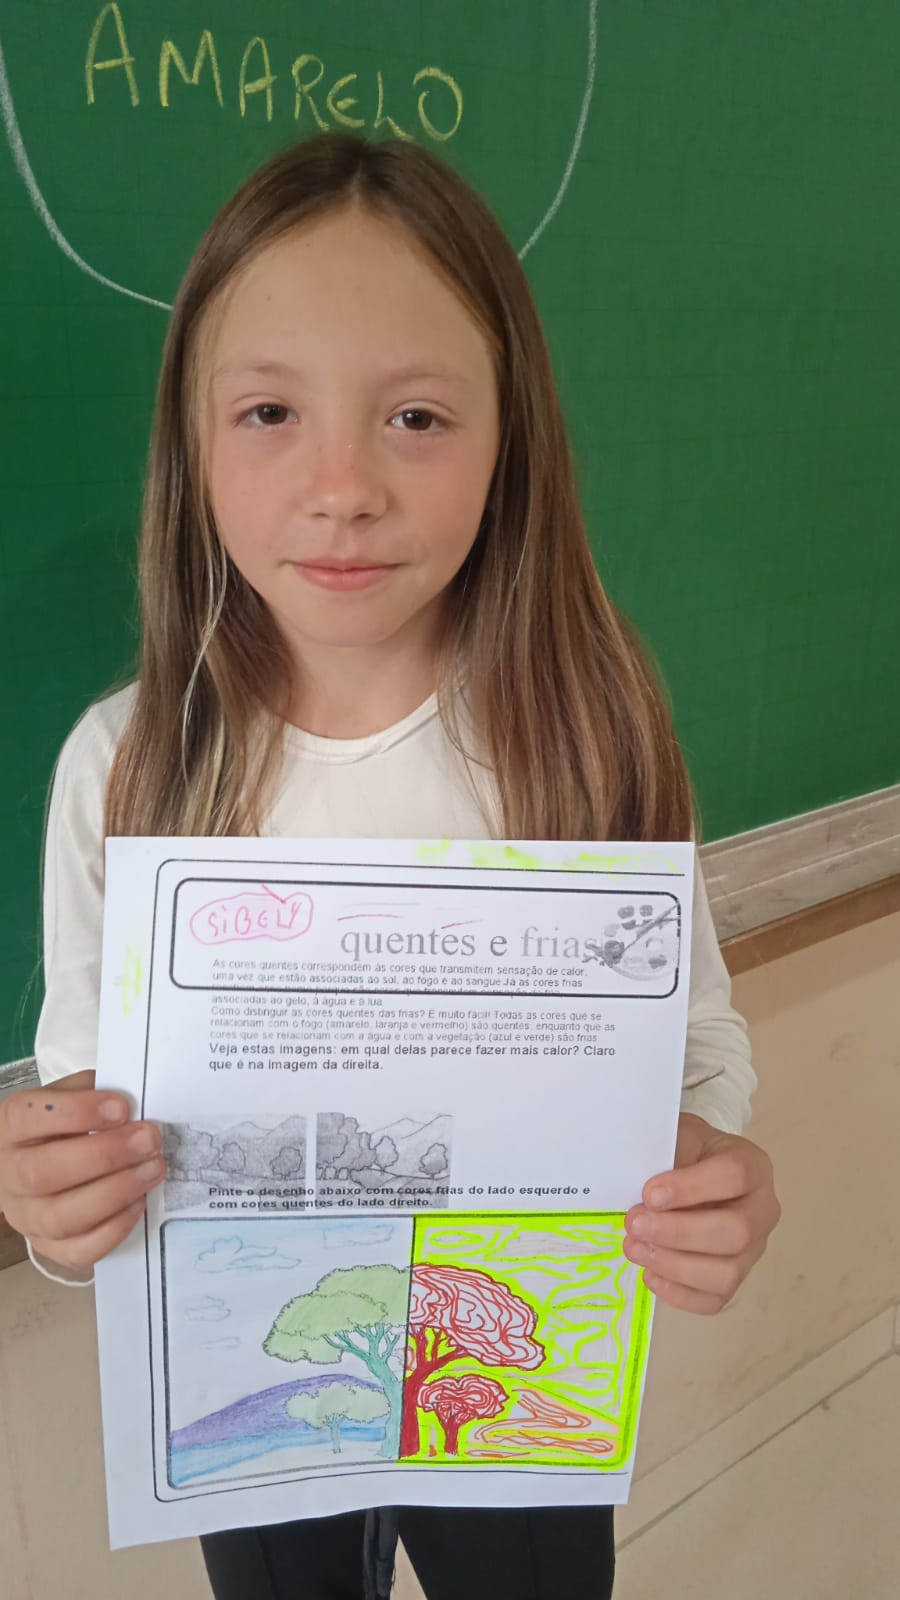 AMARELO
SIBELY
quentes e frias
As cores quentes correspondem às cores que transmitem sensação de calor,
uma vez que estão associadas ao sol, ao fogo e ao sangue.Já as cores frias
associadas ao gelo, à água e à lua
Como distinguir as cores quentes das frias? É muito fácil! Todas as cores que se
relacionam com o fogo (amarelo, laranja e vermelho) são quentes, enquanto que as
cores que se relacionam com a água e com a vegetação (azul e verde) são frias
Veja estas imagens: em qual delas parece fazer mais calor? Claro
que é na imagem da direita.
Pinte o desenho abaixo com cores frias do lado esquerdo e
com cores quentes do lado direito.